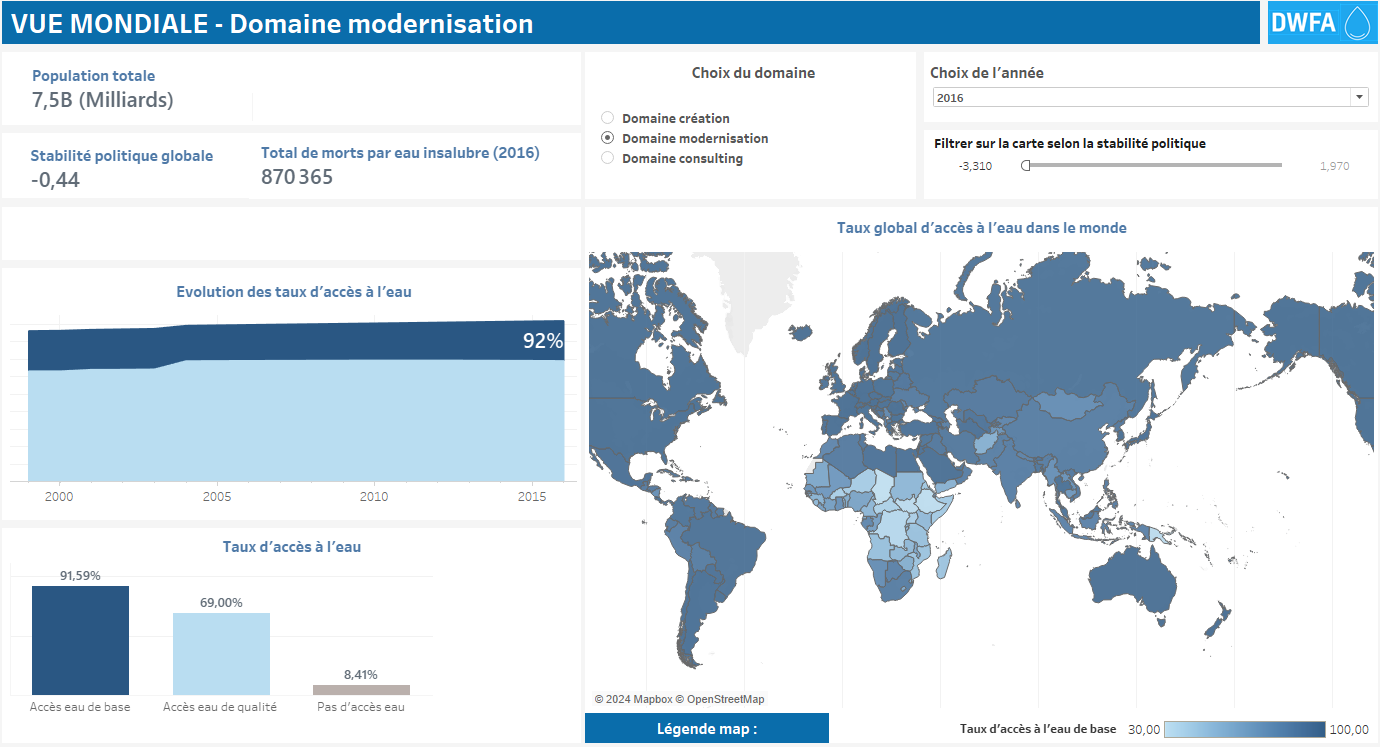 VUE MONDIALE - Domaine modernisation
DWFA
Population totale
7,5B (Milliards)
Choix du domaine
Domaine création
Domaine modernisation
Domaine consulting
Choix de l'année
2016
Filtrer sur la carte selon la stabilité politique
-3,310
1,970
Stabilité politique globale
-0,44
Total de morts par eau insalubre (2016)
870 365
Evolution des taux d'accès à l'eau
92%
2000
2005
2010
2015
Taux d'accès à l'eau
91,59%
69,00%
8,41%
Accès eau de base
Accès eau de qualité
Pas d'accès eau
Taux global d'accès à l'eau dans le monde
© 2024 Mapbox © OpenStreetMap
Légende map :
Taux d'accès à l'eau de base
30,00
100,00